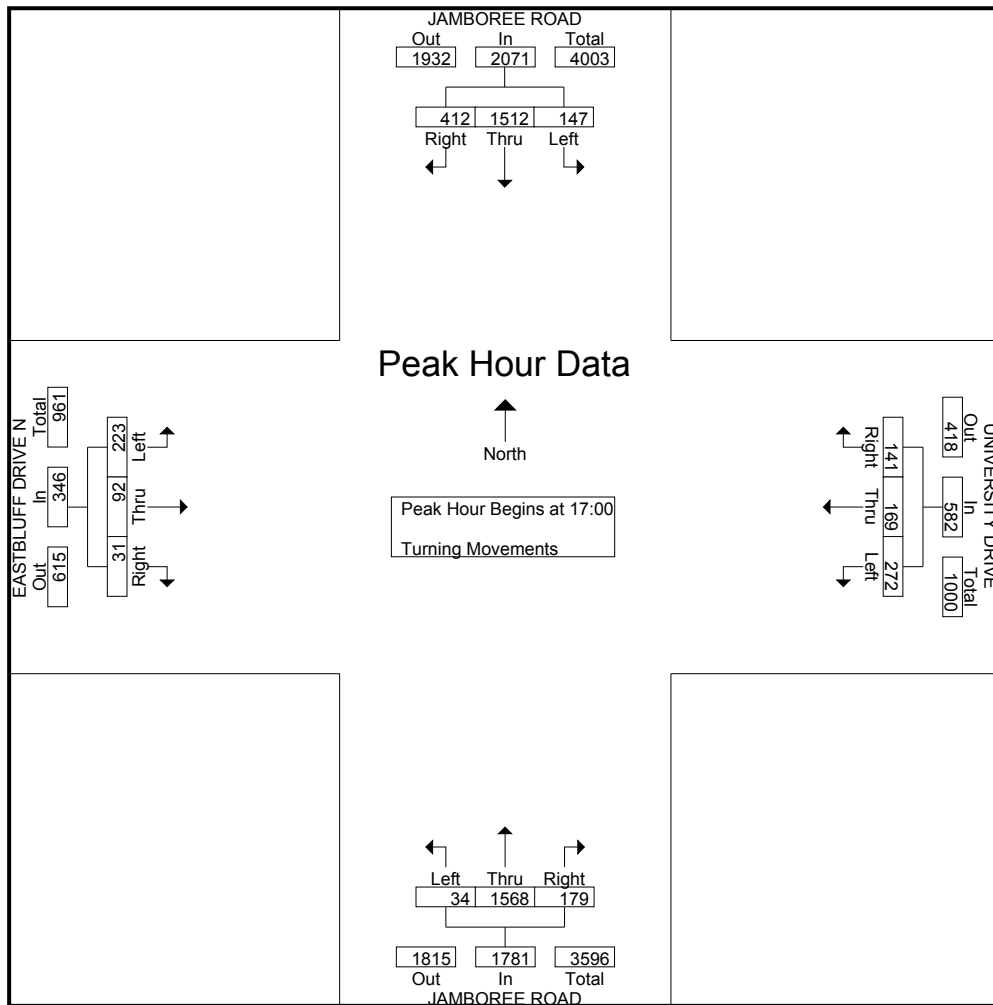 JAMBOREE ROAD
Out In Total
1932 2071 4003
412 1512 147
Right Thru Left
Peak Hour Data
North
Peak Hour Begins at 17:00
Turning Movements
EASTBLUFF DRIVE N
Out In Total
615 346 961
31 92 223
Right Thru Left
UNIVERSITY DRIVE
Out In Total
418 582 1000
141 169 272
Right Thru Left
Left Thru Right
34 1568 179
1815 1781 3596
Out In Total
JAMBOREE ROAD